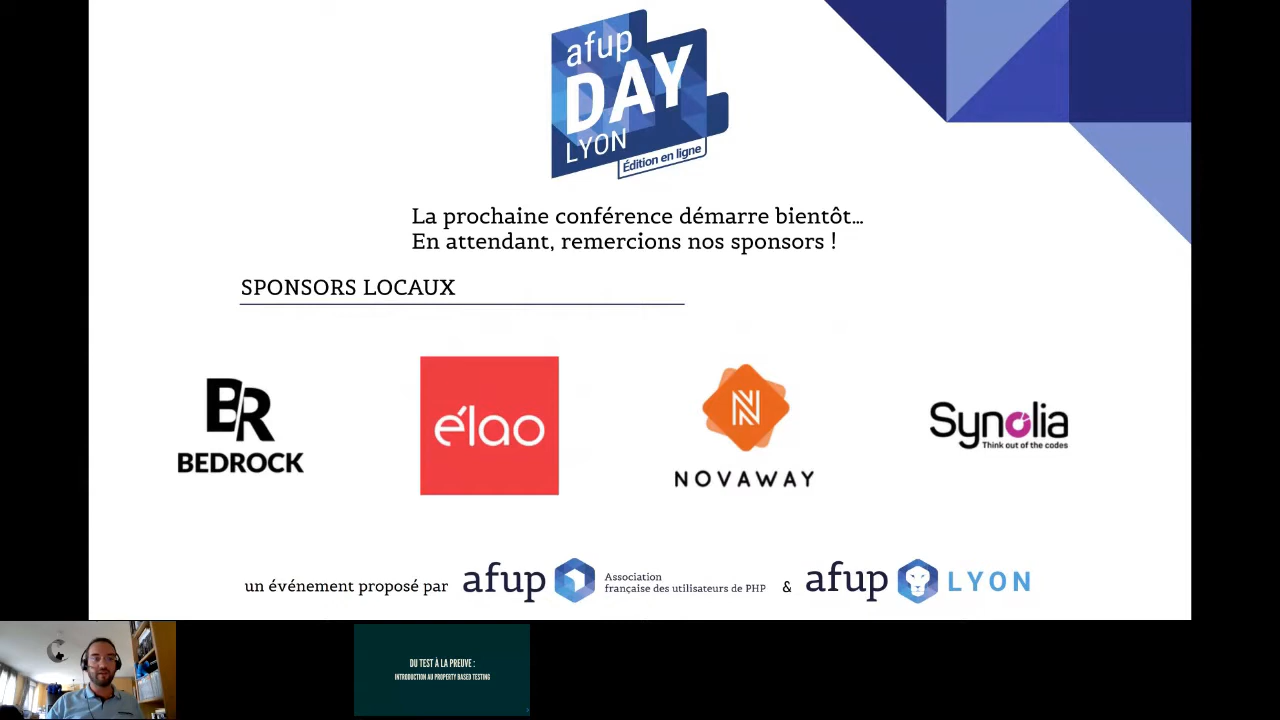 afup
DAY
LYON
Édition en ligne
La prochaine conférence démarre bientôt...
En attendant, remercions nos sponsors !
SPONSORS LOCAUX
BR
BEDROCK
élao
N
NOVAWAY
Synolia
Think out of the codes
un événement proposé par
afup
Association
française des utilisateurs de PHP
&
afup
LYON
DU TEST À LA PREUVE :
INTRODUCTION AU PROPERTY BASED TESTING